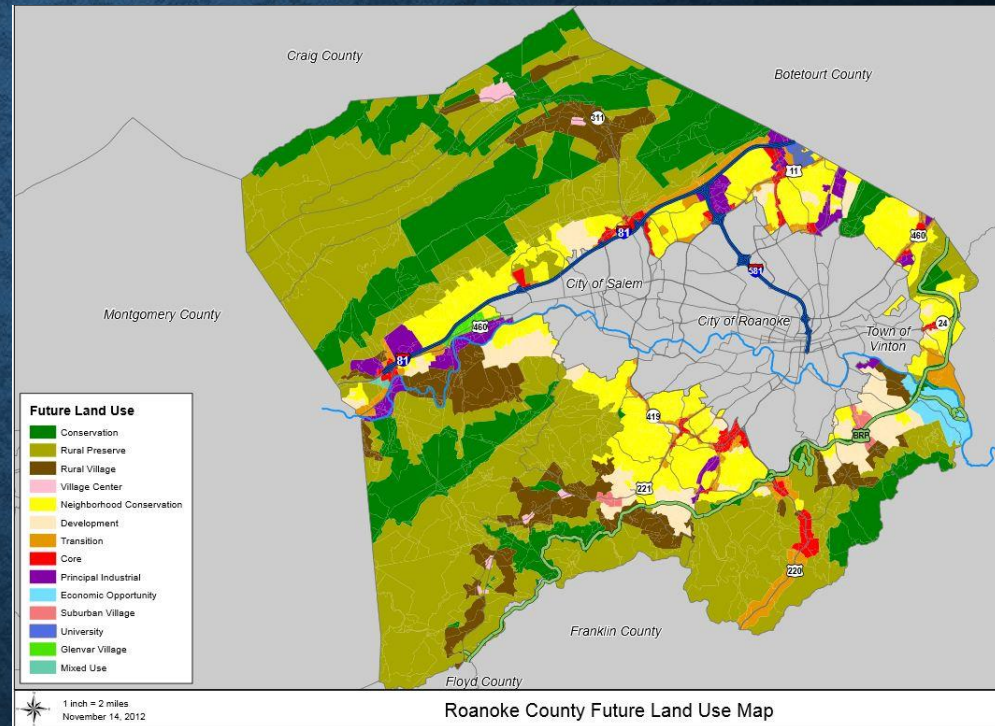 Craig County
Botetourt County
311
11
81
460
581
City of Salem
City of Roanoke
Montgomery County
24
Town of
Vinton
460
81
419
BRP
221
220
Franklin County
Floyd County
Future Land Use
Conservation
Rural Preserve
Rural Village
Village Center
Neighborhood Conservation
Development
Transition
Core
Principal Industrial
Economic Opportunity
Suburban Village
University
Glenvar Village
Mixed Use
1 inch = 2 miles
November 14, 2012
Roanoke County Future Land Use Map